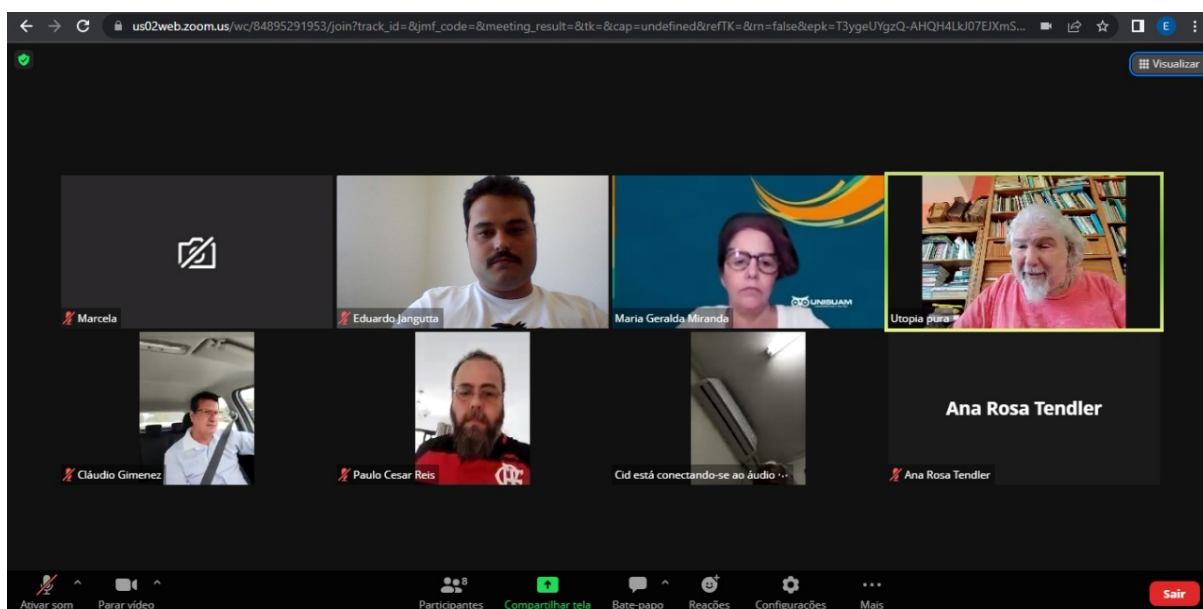 us02web.zoom.us/wc/84895291953/join?track_id=&jmf_code=&meeting_result=&tk=&cap=undefined&refTK=&rn=false&epk=T3ygeUYgzQ-AHQH4LkJ07EJXmS...
E
Visualizar
UNISUAM
Marcela
Eduardo Jangutta
Maria Geralda Miranda
Utopia pura
Ana Rosa Tendler
CRF
Cláudio Gimenez
Paulo Cesar Reis
Cid está conectando-se ao áudio ...
Ana Rosa Tendler
8
Ativar som
Parar vídeo
Participantes
Compartilhar tela
Bate-papo
Reações
Configurações
Mais
Sair